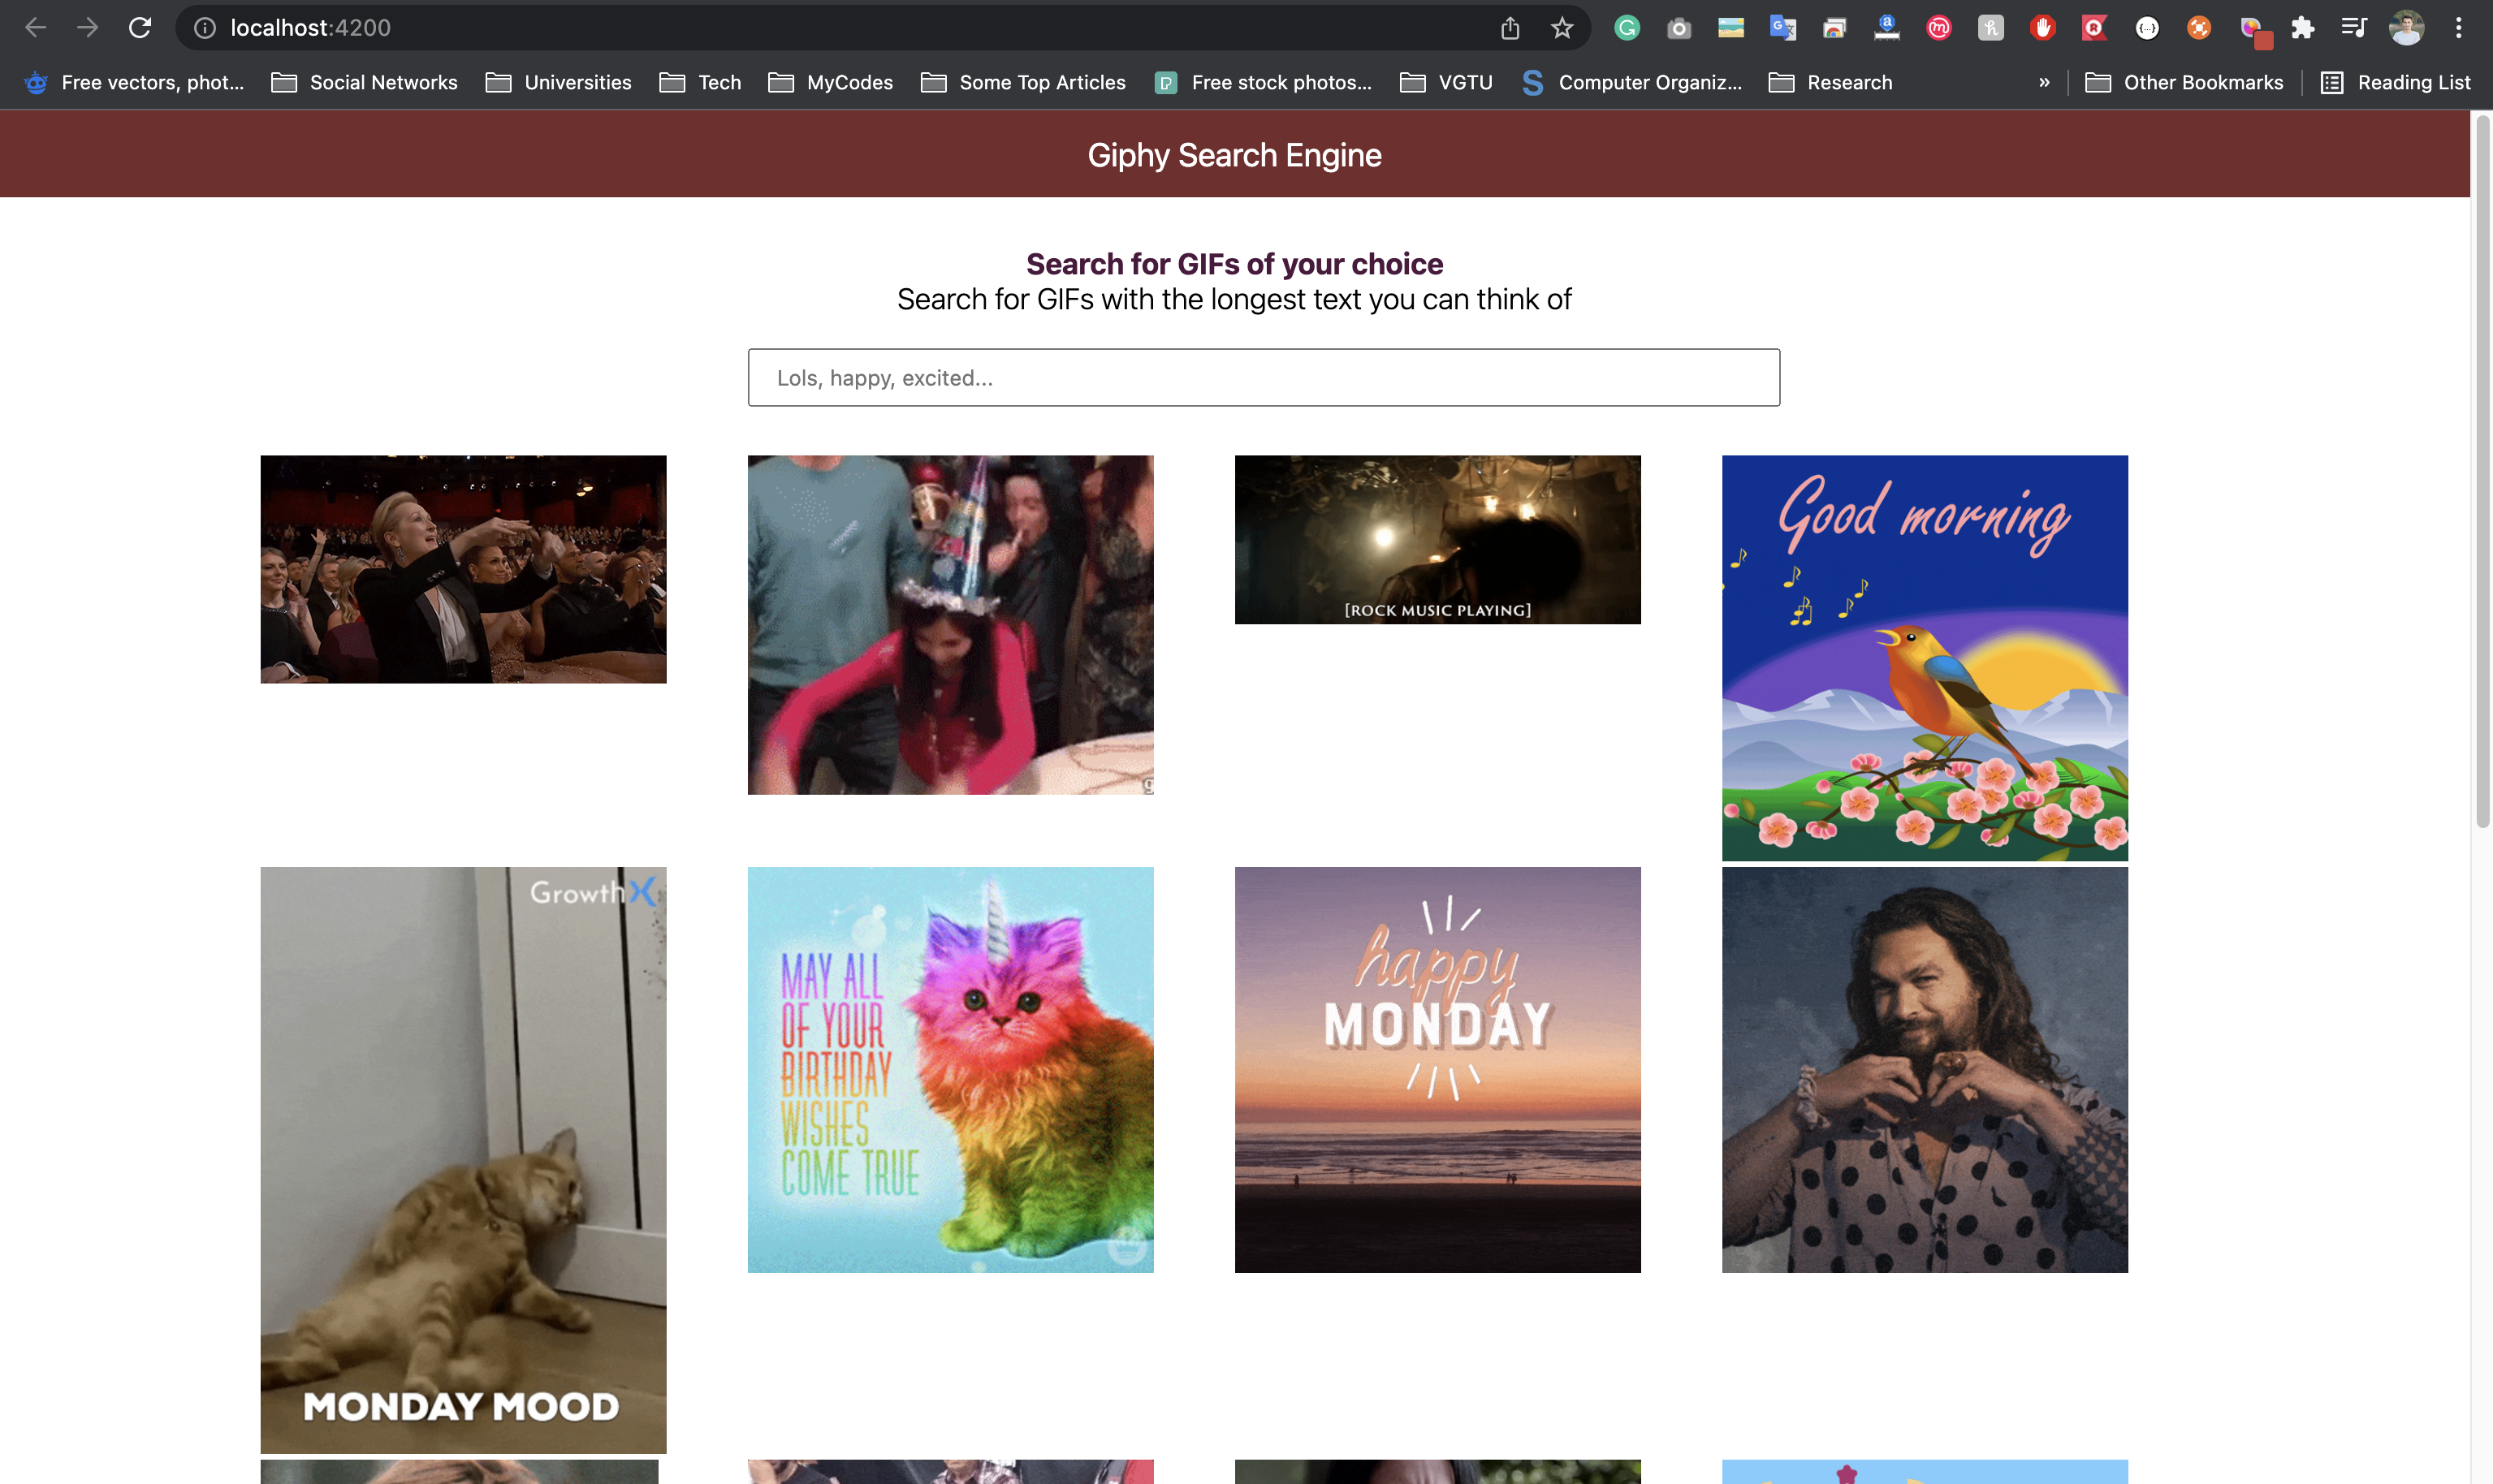 localhost:4200
Free vectors, phot...
Social Networks
Universities
Tech
MyCodes
Some Top Articles
Free stock photos...
VGTU
Computer Organiz...
Research
»
Other Bookmarks
Reading List
Giphy Search Engine
Search for GIFs of your choice
Search for GIFs with the longest text you can think of
Lols, happy, excited...
[ROCK MUSIC PLAYING]
Good morning
g
GrowthX
MONDAY MOOD
MAY ALL
OF YOUR
BIRTHDAY
WISHES
COME TRUE
happy
MONDAY